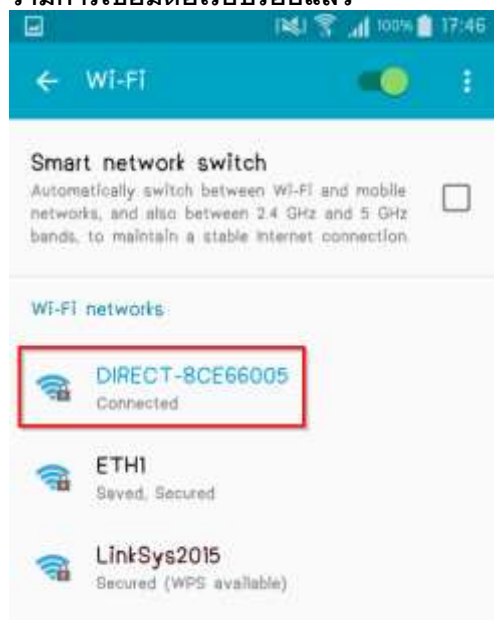 100% 17:46
Wi-Fi
Smart network switch
Automatically switch between Wi-Fi and mobile
networks, and also between 2.4 GHz and 5 GHz
bands, to maintain a stable Internet connection.
Wi-Fi networks
DIRECT-8CE66005
Connected
ETH1
Saved, Secured
LinkSys2015
Secured (WPS available)